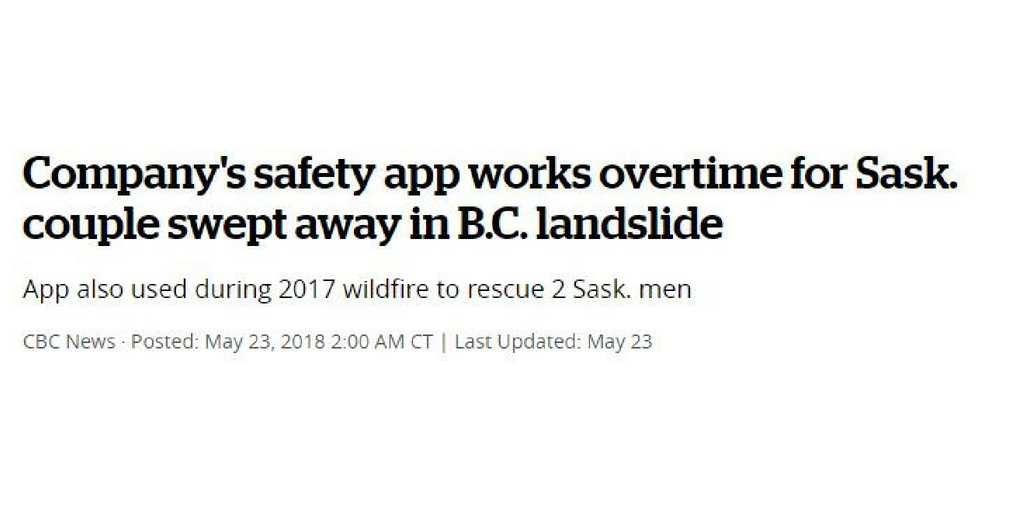 Company's safety app works overtime for Sask.
couple swept away in B.C. landslide
App also used during 2017 wildfire to rescue 2 Sask. men
CBC News · Posted: May 23, 2018 2:00 AM CT | Last Updated: May 23